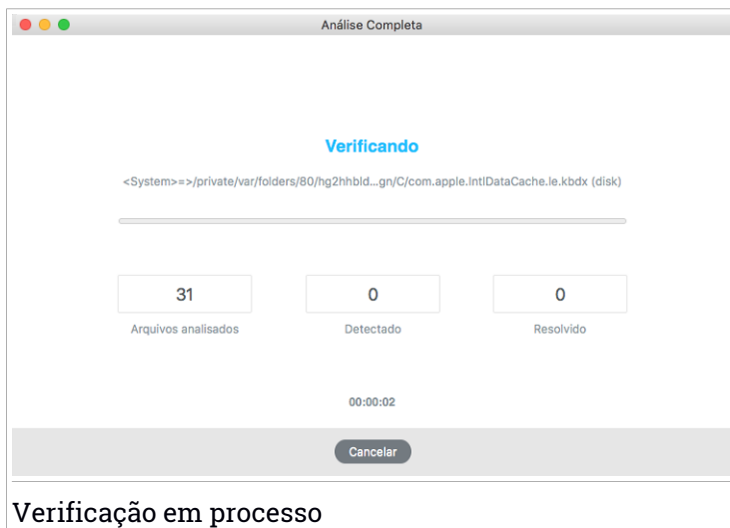 Análise Completa
Verificando
<System>=>/private/var/folders/80/hg2hhbld...gn/C/com.apple.IntlDataCache.le.kbdx (disk)
31
0
0
Arquivos analisados
Detectado
Resolvido
00:00:02
Cancelar
Verificação em processo